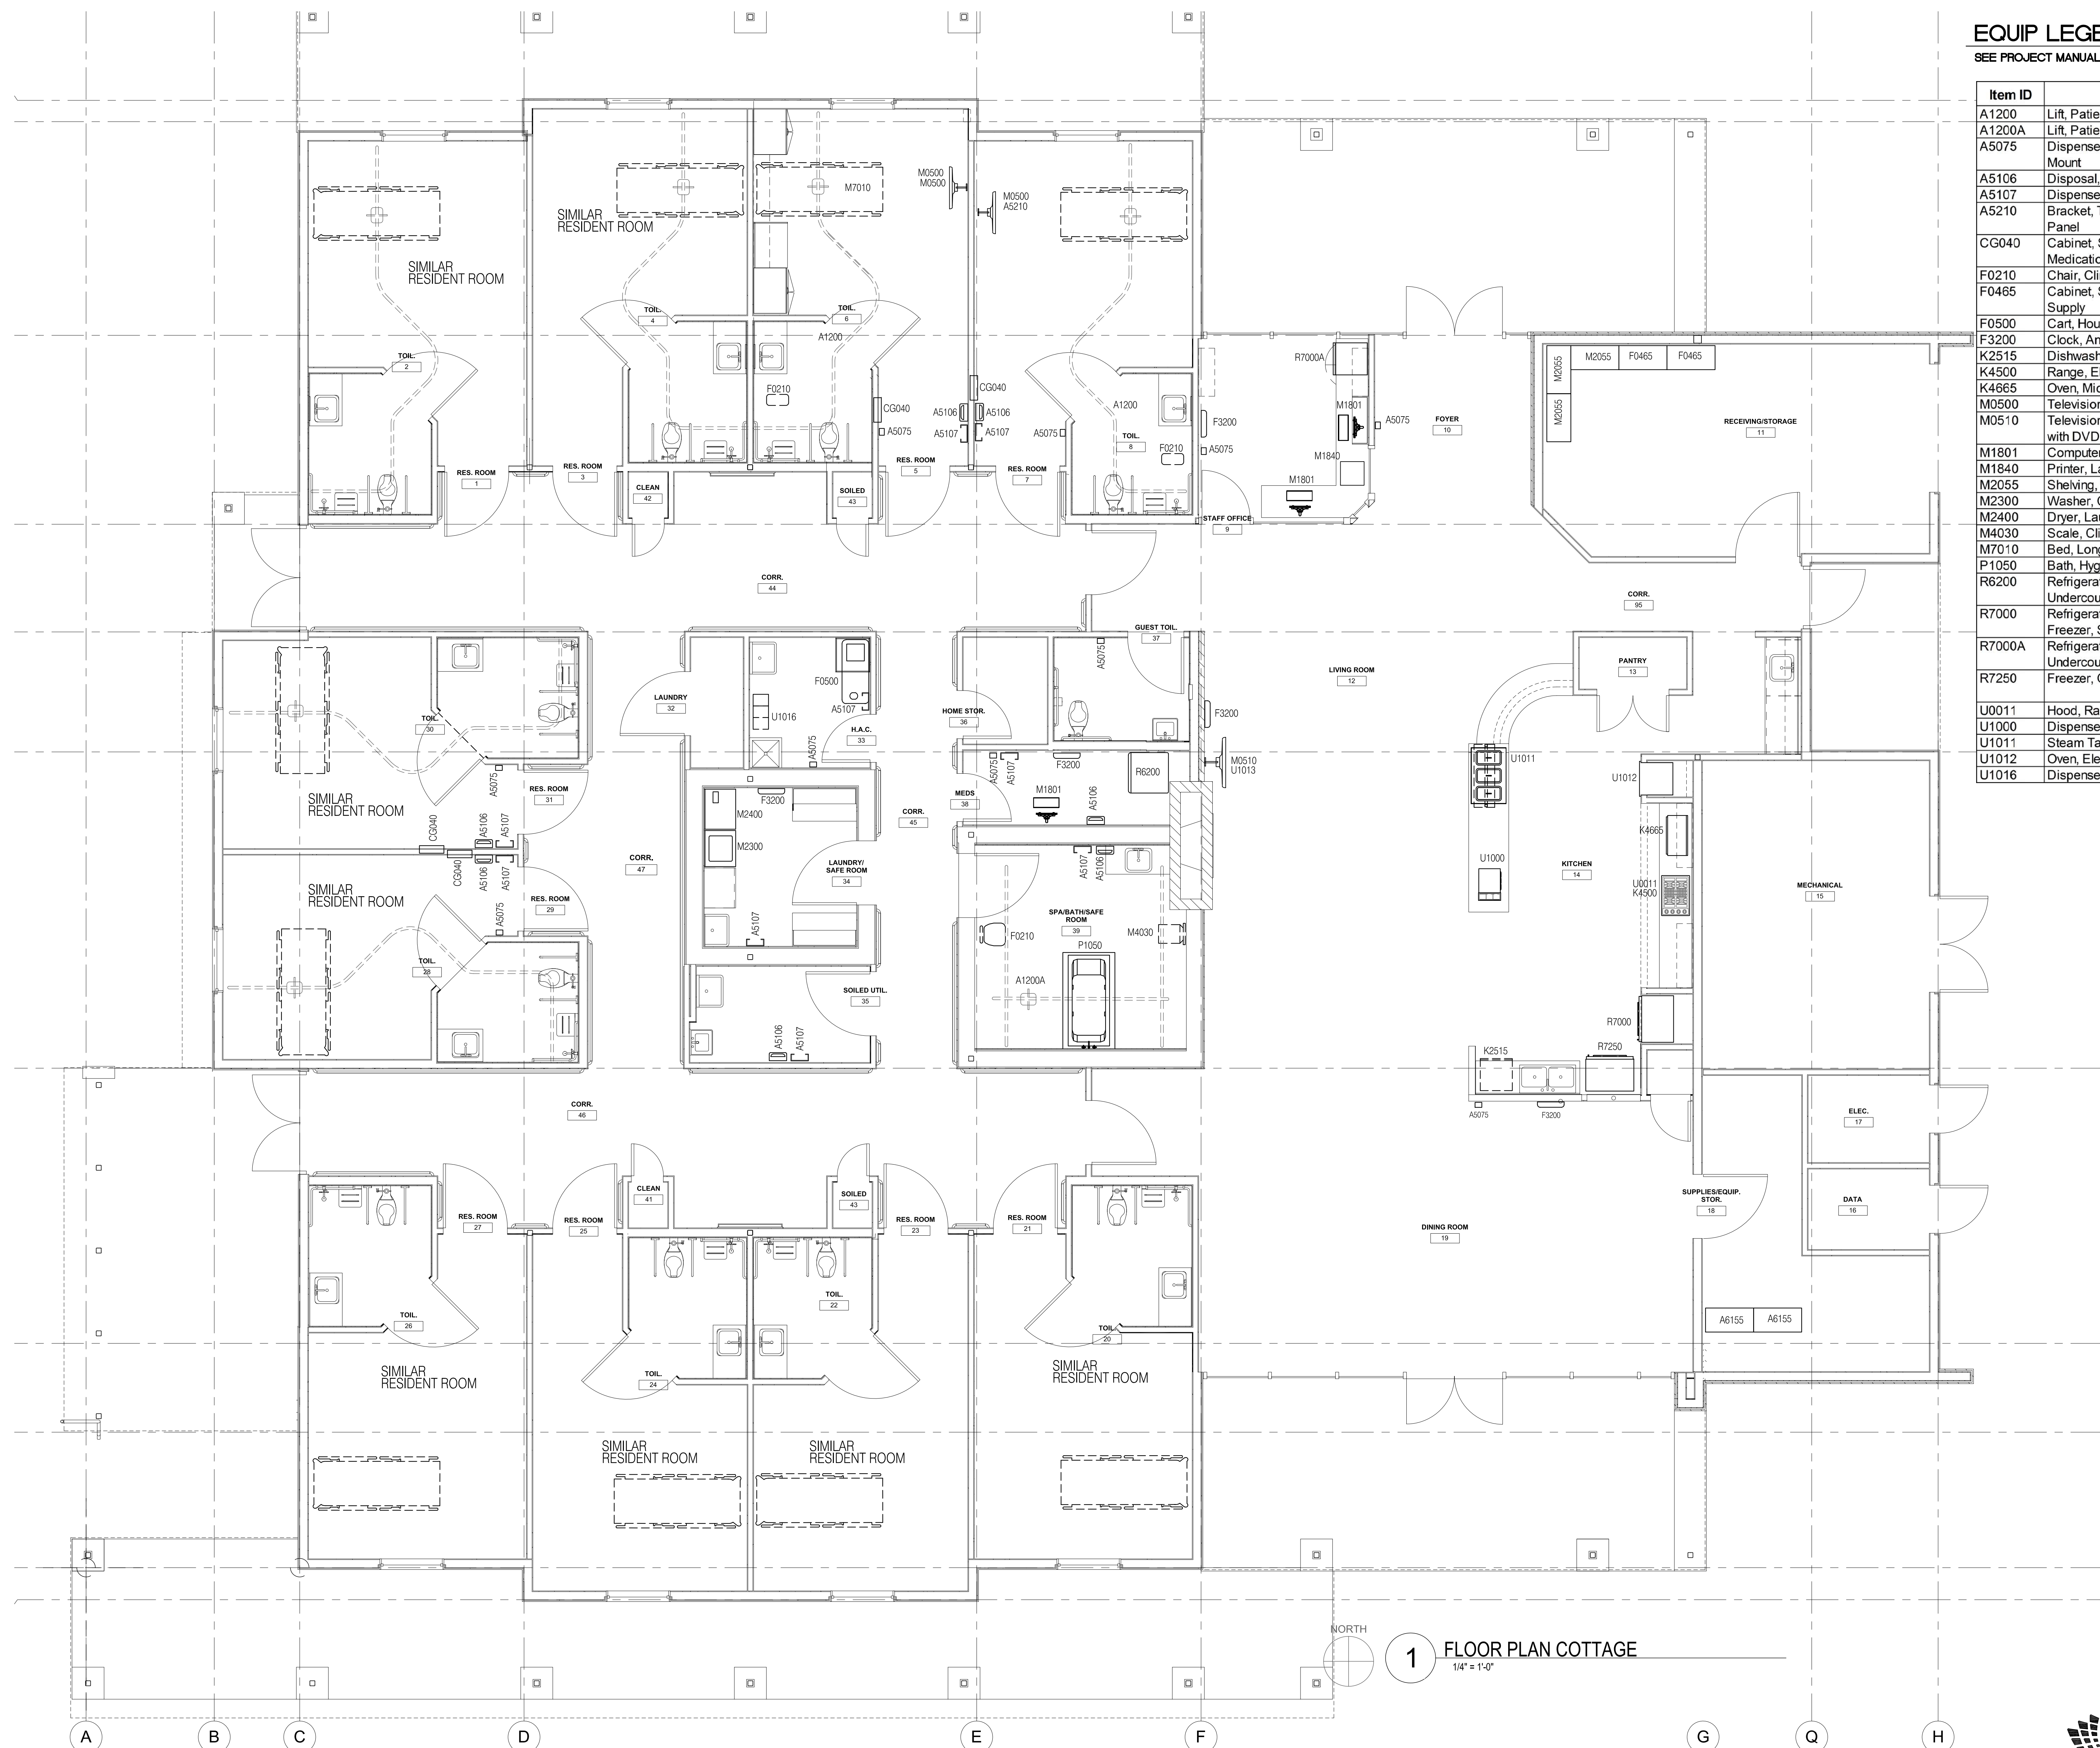 EQUIP LEGE
SEE PROJECT MANUAL
Item ID
A1200 Lift, Patie
A1200A Lift, Patie
A5075 Dispense
Mount
A5106 Disposal,
A5107 Dispense
A5210 Bracket, T
Panel
CG040 Cabinet, S
Medicatio
F0210 Chair, Cli
F0465 Cabinet, S
Supply
F0500 Cart, Hou
F3200 Clock, An
K2515 Dishwash
K4500 Range, E
K4665 Oven, Mic
M0500 Television
M0510 Television
with DVD
M1801 Computer
M1840 Printer, La
M2055 Shelving,
M2300 Washer, C
M2400 Dryer, Lau
M4030 Scale, Cli
M7010 Bed, Long
P1050 Bath, Hyg
R6200 Refrigerat
Undercou
R7000 Refrigerat
Freezer, S
R7000A Refrigerat
Undercou
R7250 Freezer, C
U0011 Hood, Ra
U1000 Dispense
U1011 Steam Ta
U1012 Oven, Ele
U1016 Dispense
SIMILAR
RESIDENT ROOM
TOIL.
2
RES. ROOM
1
SIMILAR
RESIDENT ROOM
TOIL.
4
RES. ROOM
3
CLEAN
42
M7010
M0500
M0500
TOIL.
6
A1200
F0210
CG040
A5075
A5106
A5107
RES. ROOM
5
SOILED
43
M0500
A5210
CG040
A5106
A5107
A5075
A1200
TOIL.
8
F0210
RES. ROOM
7
R7000A
F3200
A5075
M1801
M1840
M1801
STAFF OFFICE
9
A5075
FOYER
10
M2055
M2055
M2055
F0465
F0465
RECEIVING/STORAGE
11
CORR.
44
CORR.
95
TOIL.
30
SIMILAR
RESIDENT ROOM
A5075
RES. ROOM
31
CG040
A5106
A5107
CG040
A5106
A5107
SIMILAR
RESIDENT ROOM
A5075
RES. ROOM
29
TOIL.
28
CORR.
47
LAUNDRY
32
U1016
F0500
A5107
A5075
H.A.C.
33
F3200
M2400
M2300
A5107
LAUNDRY/
SAFE ROOM
34
SOILED UTIL.
35
A5106
A5107
CORR.
45
HOME STOR.
36
A5075
GUEST TOIL.
37
MEDS
38
A5075
A5107
F3200
M1801
A5106
R6200
A5107
A5106
SPA/BATH/SAFE
ROOM
39
F0210
M4030
P1050
A1200A
LIVING ROOM
12
F3200
M0510
U1013
PANTRY
13
U1011
U1012
K4665
U1000
U0011
K4500
KITCHEN
14
R7000
R7250
K2515
A5075
F3200
MECHANICAL
15
ELEC.
17
DATA
16
SUPPLIES/EQUIP.
STOR.
18
A6155
A6155
DINING ROOM
19
CORR.
46
RES. ROOM
27
TOIL.
26
SIMILAR
RESIDENT ROOM
RES. ROOM
25
CLEAN
41
TOIL.
24
SIMILAR
RESIDENT ROOM
SOILED
43
RES. ROOM
23
TOIL.
22
SIMILAR
RESIDENT ROOM
RES. ROOM
21
TOIL.
20
SIMILAR
RESIDENT ROOM
NORTH
1
FLOOR PLAN COTTAGE
1/4" = 1'-0"
A
B
C
D
E
F
G
Q
H